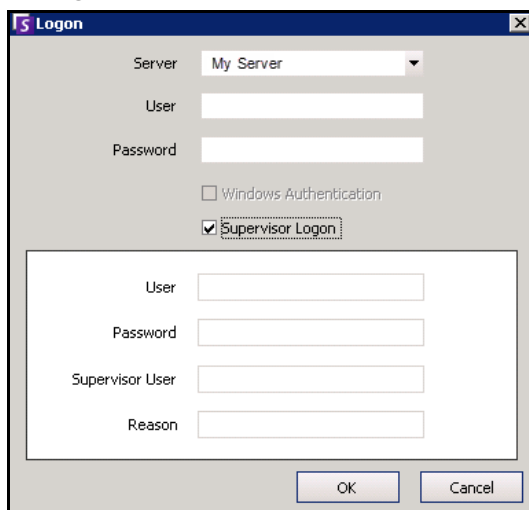 S Logon
Server My Server
User
Password
Windows Authentication
Supervisor Logon
User
Password
Supervisor User
Reason
OK Cancel